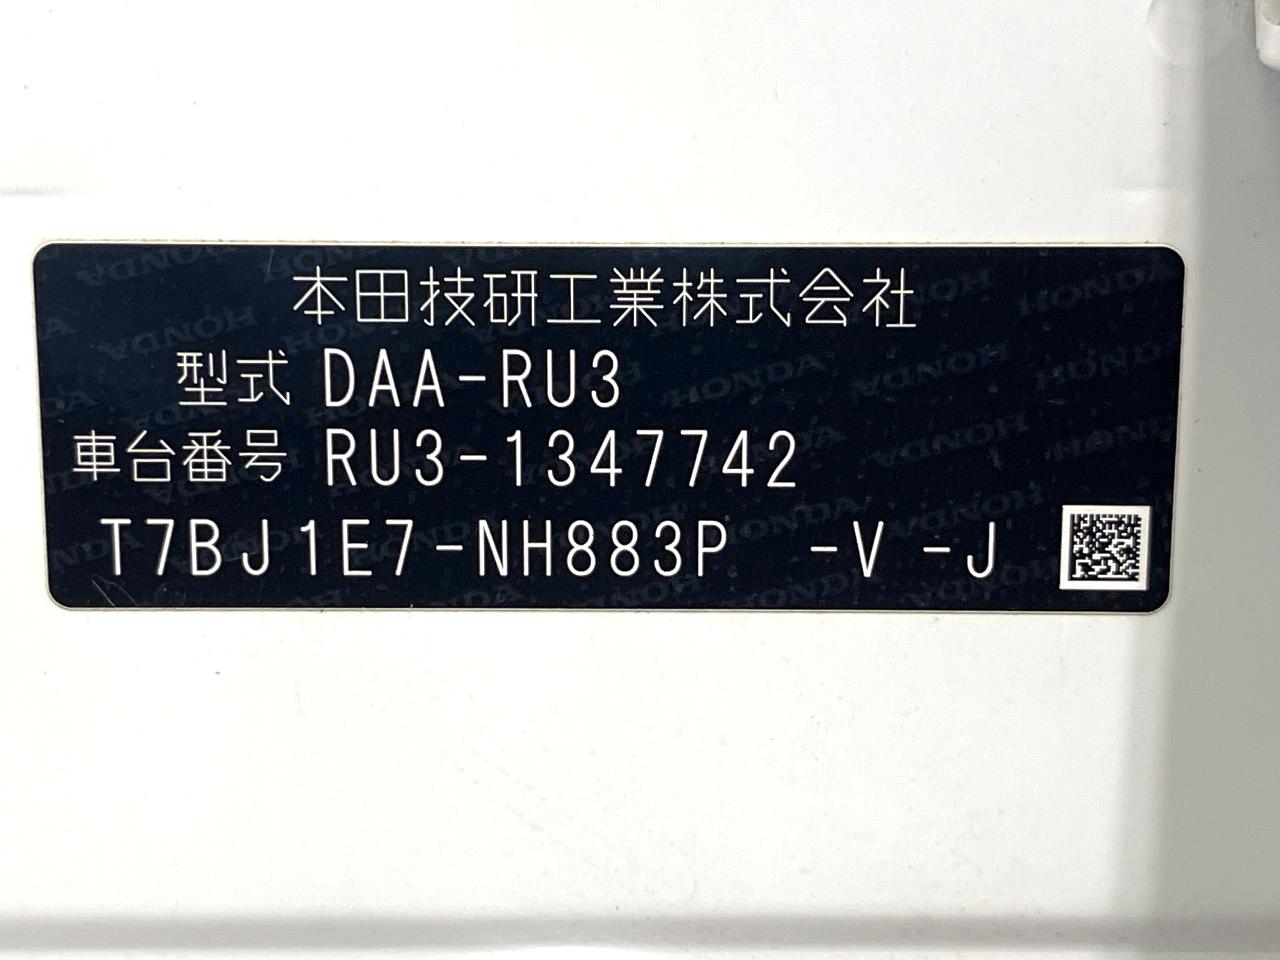 本田技研工業株式会社
型式 DAA-RU3
車台番号 RU3-1347742
T7BJ1E7-NH883P -V -J